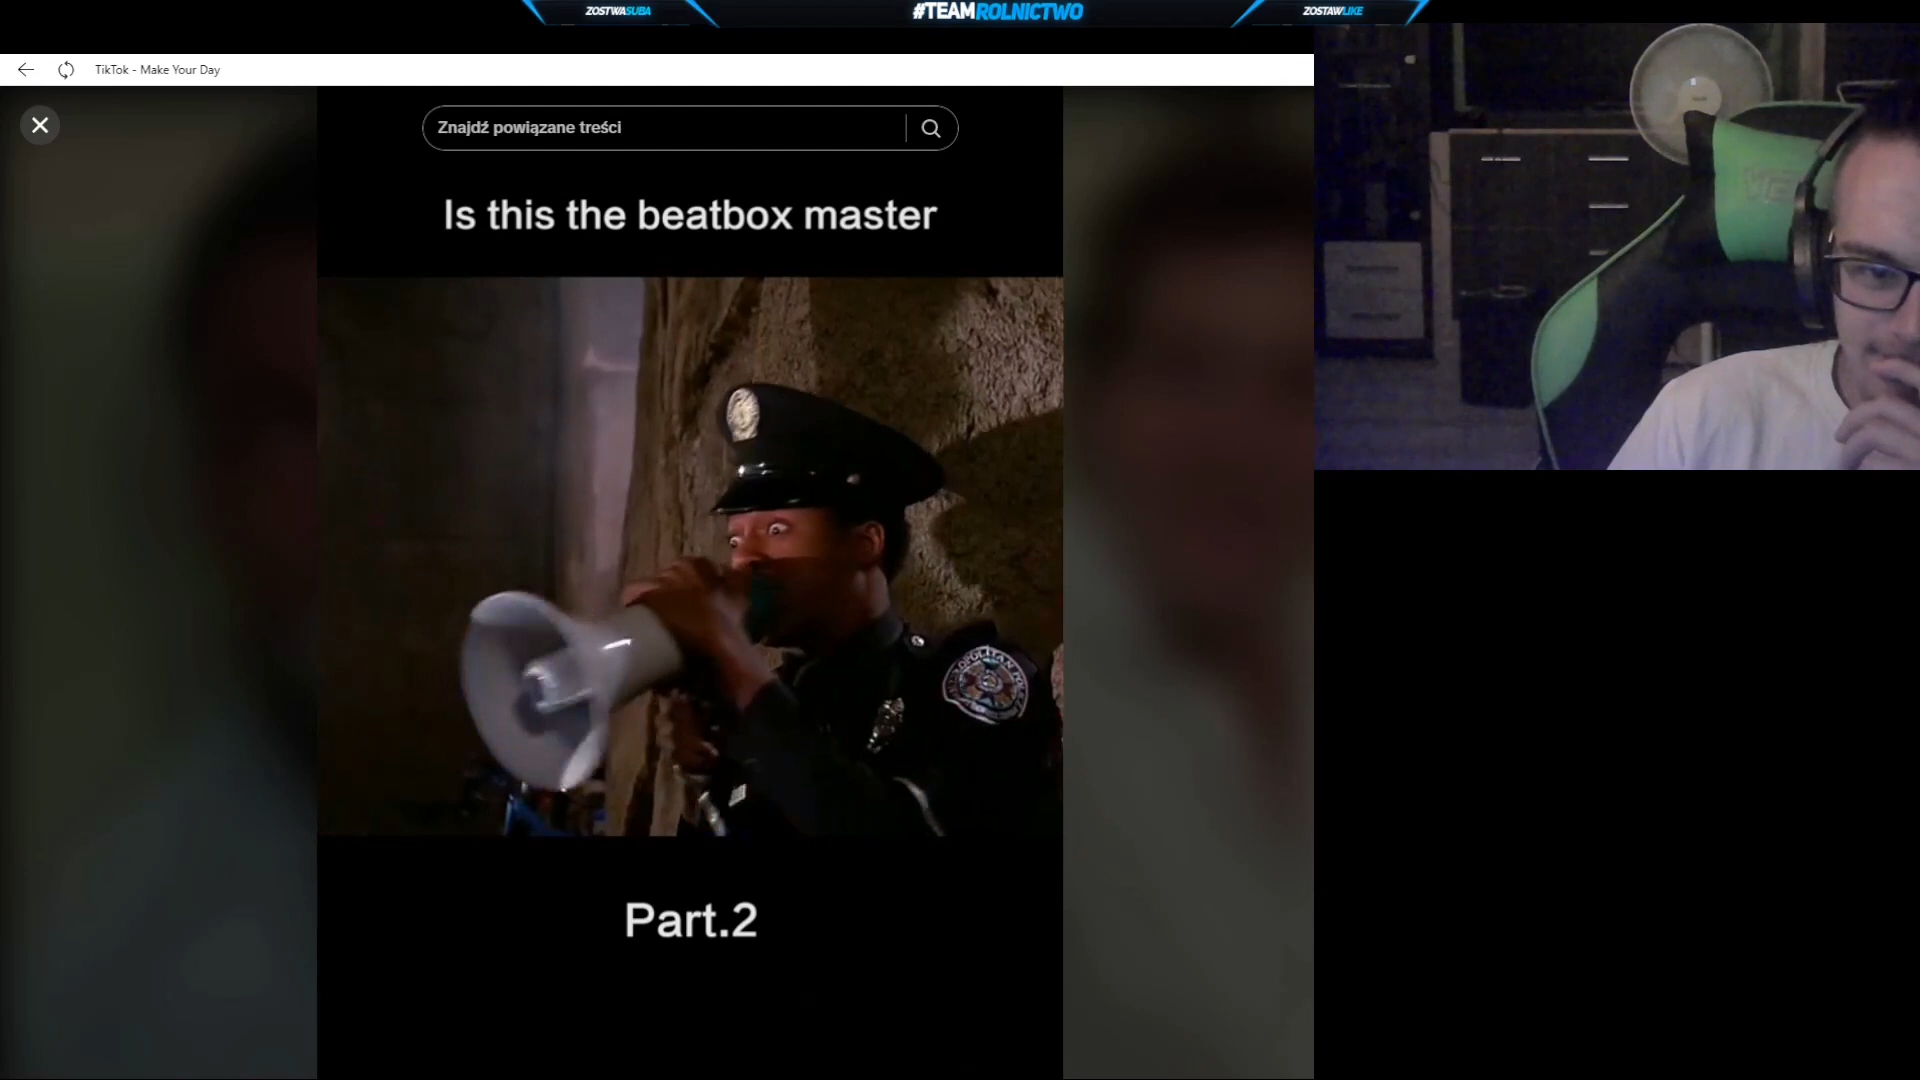 ZOSTWASUBA
#TEAMROLNICTWO
ZOSTAWLIKE
TikTok - Make Your Day
Znajdź powiązane treści
Is this the beatbox master
Part.2